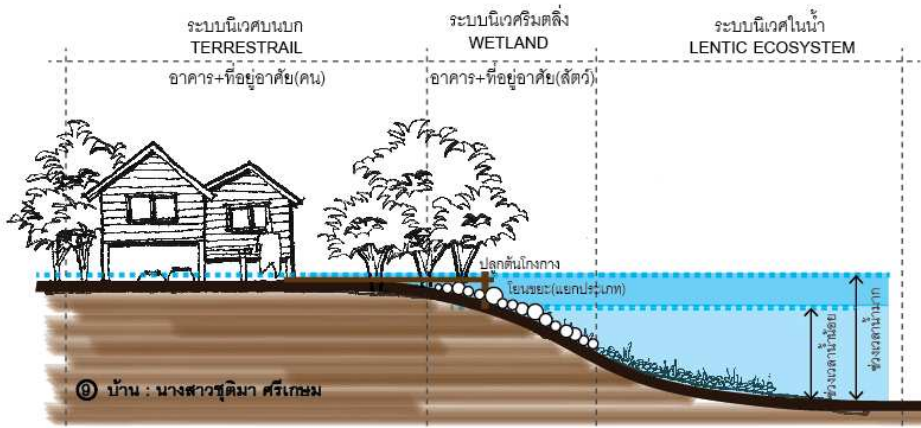 ระบบนิเวศบนบก
TERRESTRAIL
ระบบนิเวศริมตลิ่ง
WETLAND
ระบบนิเวศในน้ำ
LENTIC ECOSYSTEM
อาคาร+ที่อยู่อาศัย(คน)
อาคาร+ที่อยู่อาศัย(สัตว์)
ปลูกต้นโกงกาง
โยนขยะ(แยกประเภท)
ช่วงเวลาน้ำน้อย
ช่วงเวลาน้ำมาก
๑ บ้าน : นางสาวชุติมา ศรีเกษม